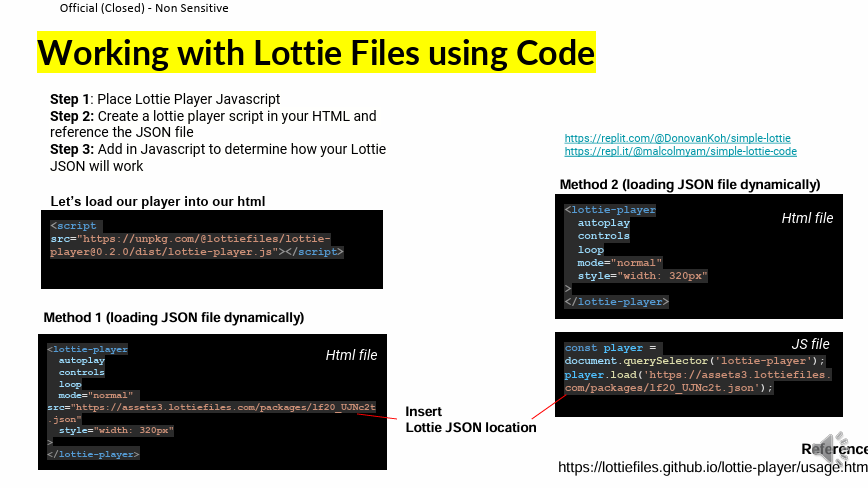 Official (Closed) - Non Sensitive
Working with Lottie Files using Code
Step 1: Place Lottie Player Javascript
Step 2: Create a lottie player script in your HTML and
reference the JSON file
Step 3: Add in Javascript to determine how your Lottie
JSON will work
https://replit.com/@DonovanKoh/simple-lottie
https://repl.it/@malcolmyam/simple-lottie-code
Let's load our player into our html
<script
src="https://unpkg.com/@lottiefiles/lottie-
player@0.2.0/dist/lottie-player.js"></script>
Method 1 (loading JSON file dynamically)
Html file
<lottie-player
autoplay
controls
loop
mode="normal"
src="https://assets3.lottiefiles.com/packages/lf20_UJNc2t
.json"
style="width: 320px"
>
</lottie-player>
Insert
Lottie JSON location
Method 2 (loading JSON file dynamically)
Html file
<lottie-player
autoplay
controls
loop
mode="normal"
style="width: 320px"
>
</lottie-player>
JS file
const player =
document.querySelector('lottie-player');
player.load('https://assets3.lottiefiles.
com/packages/lf20_UJNc2t.json');
Reference
https://lottiefiles.github.io/lottie-player/usage.htm